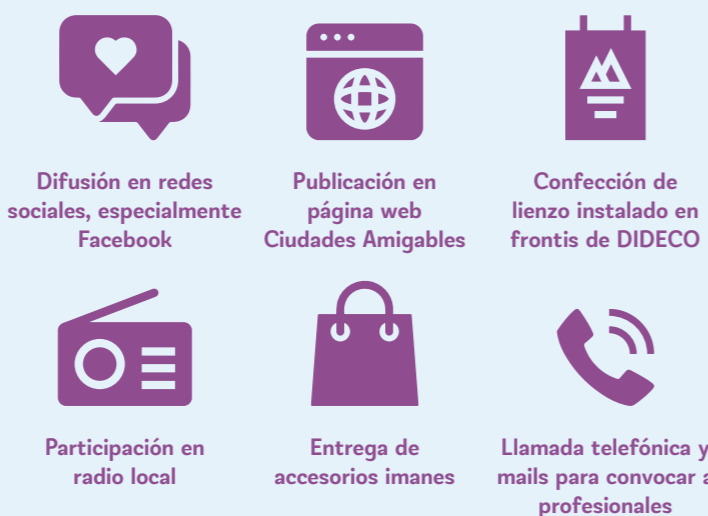 Difusión en redes
sociales, especialmente
Facebook
Publicación en
página web
Ciudades Amigables
Confección de
lienzo instalado en
frontis de DIDECO
Participación en
radio local
Entrega de
accesorios imanes
Llamada telefónica y
mails para convocar a
profesionales